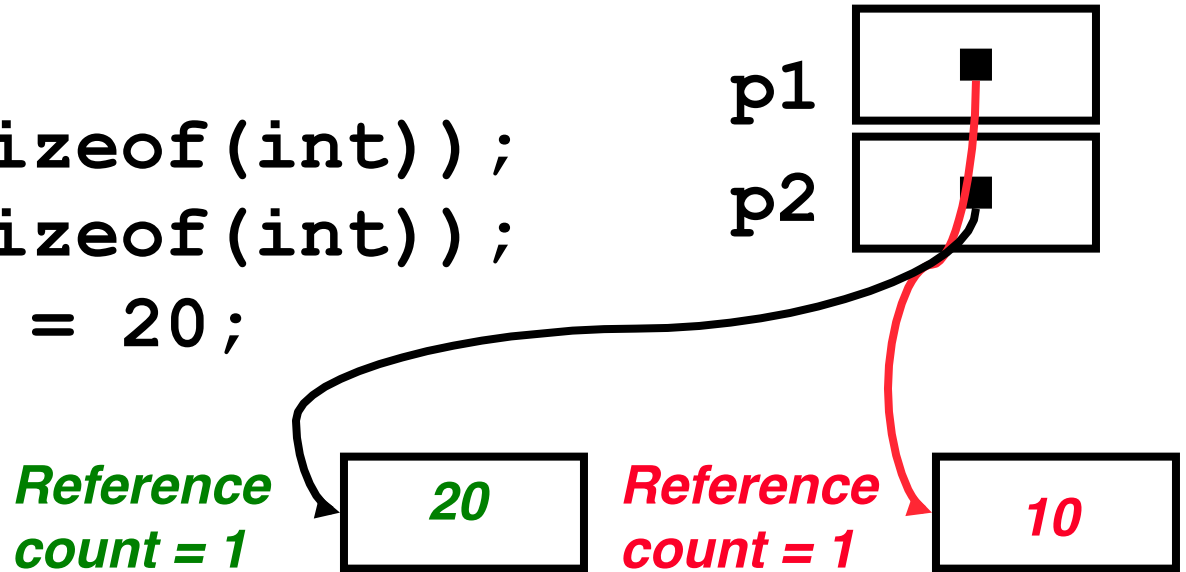 p1
izeof(int));
p2
izeof(int));
= 20;
Reference
count = 1
20
Reference
count = 1
10